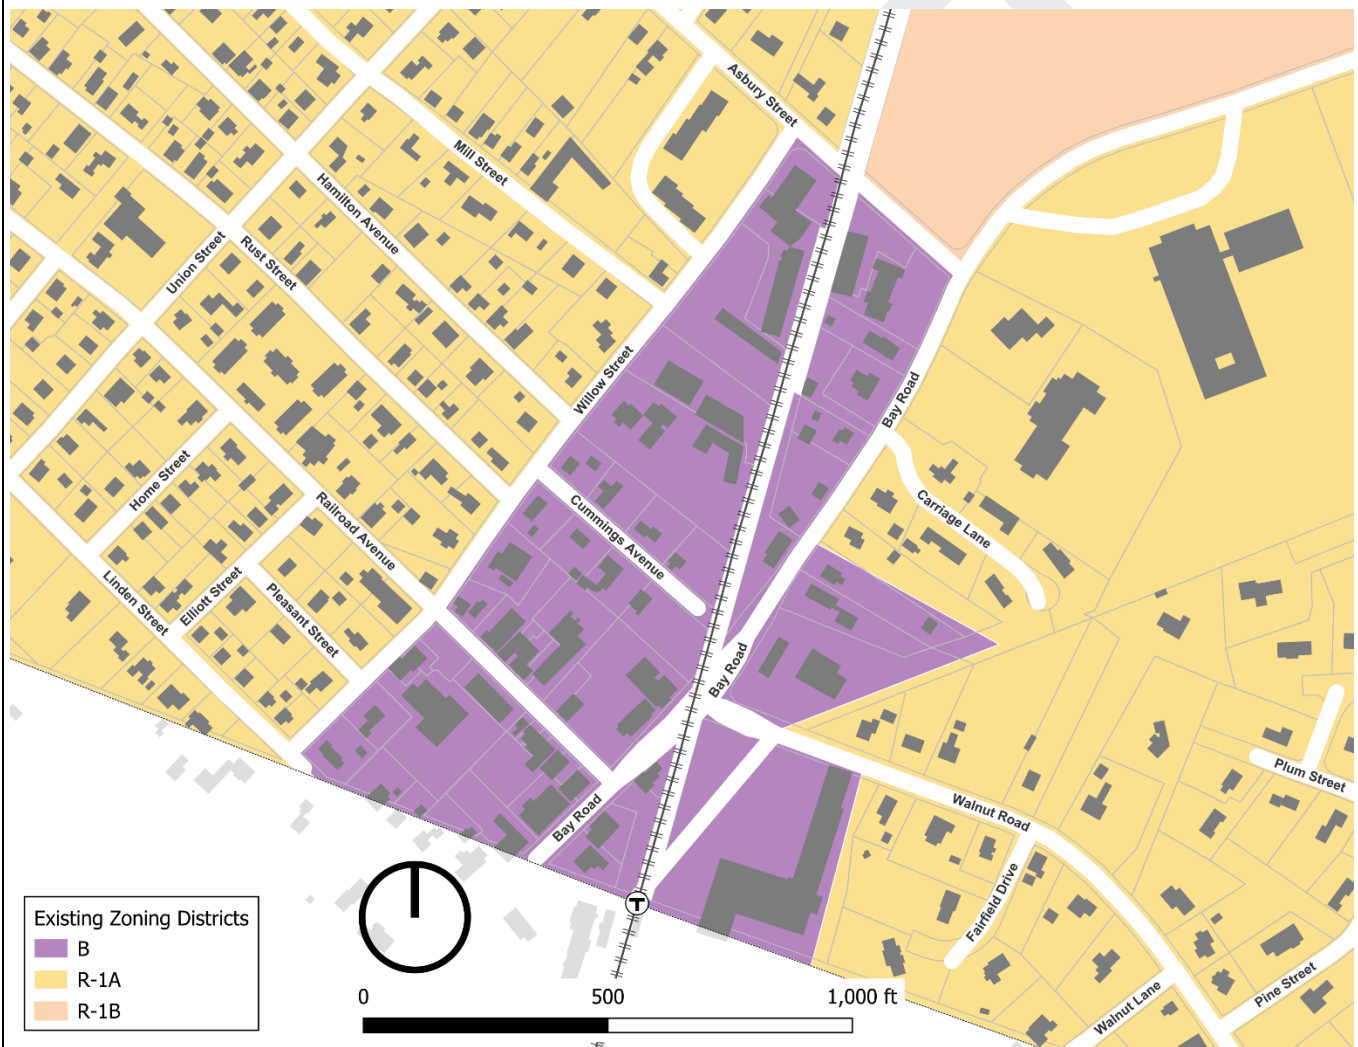 Asbury Street
Mill Street
Hamilton Avenue
Union Street
Rust Street
Willow Street
Bay Road
Home Street
Carriage Lane
Railroad Avenue
Cummings Avenue
Linden Street
Elliott Street
Pleasant Street
Bay Road
Plum Street
Bay Road
Walnut Road
Fairfield Drive
T
Pine Street
Walnut Lane
Existing Zoning Districts
B
R-1A
R-1B
0 500 1,000 ft